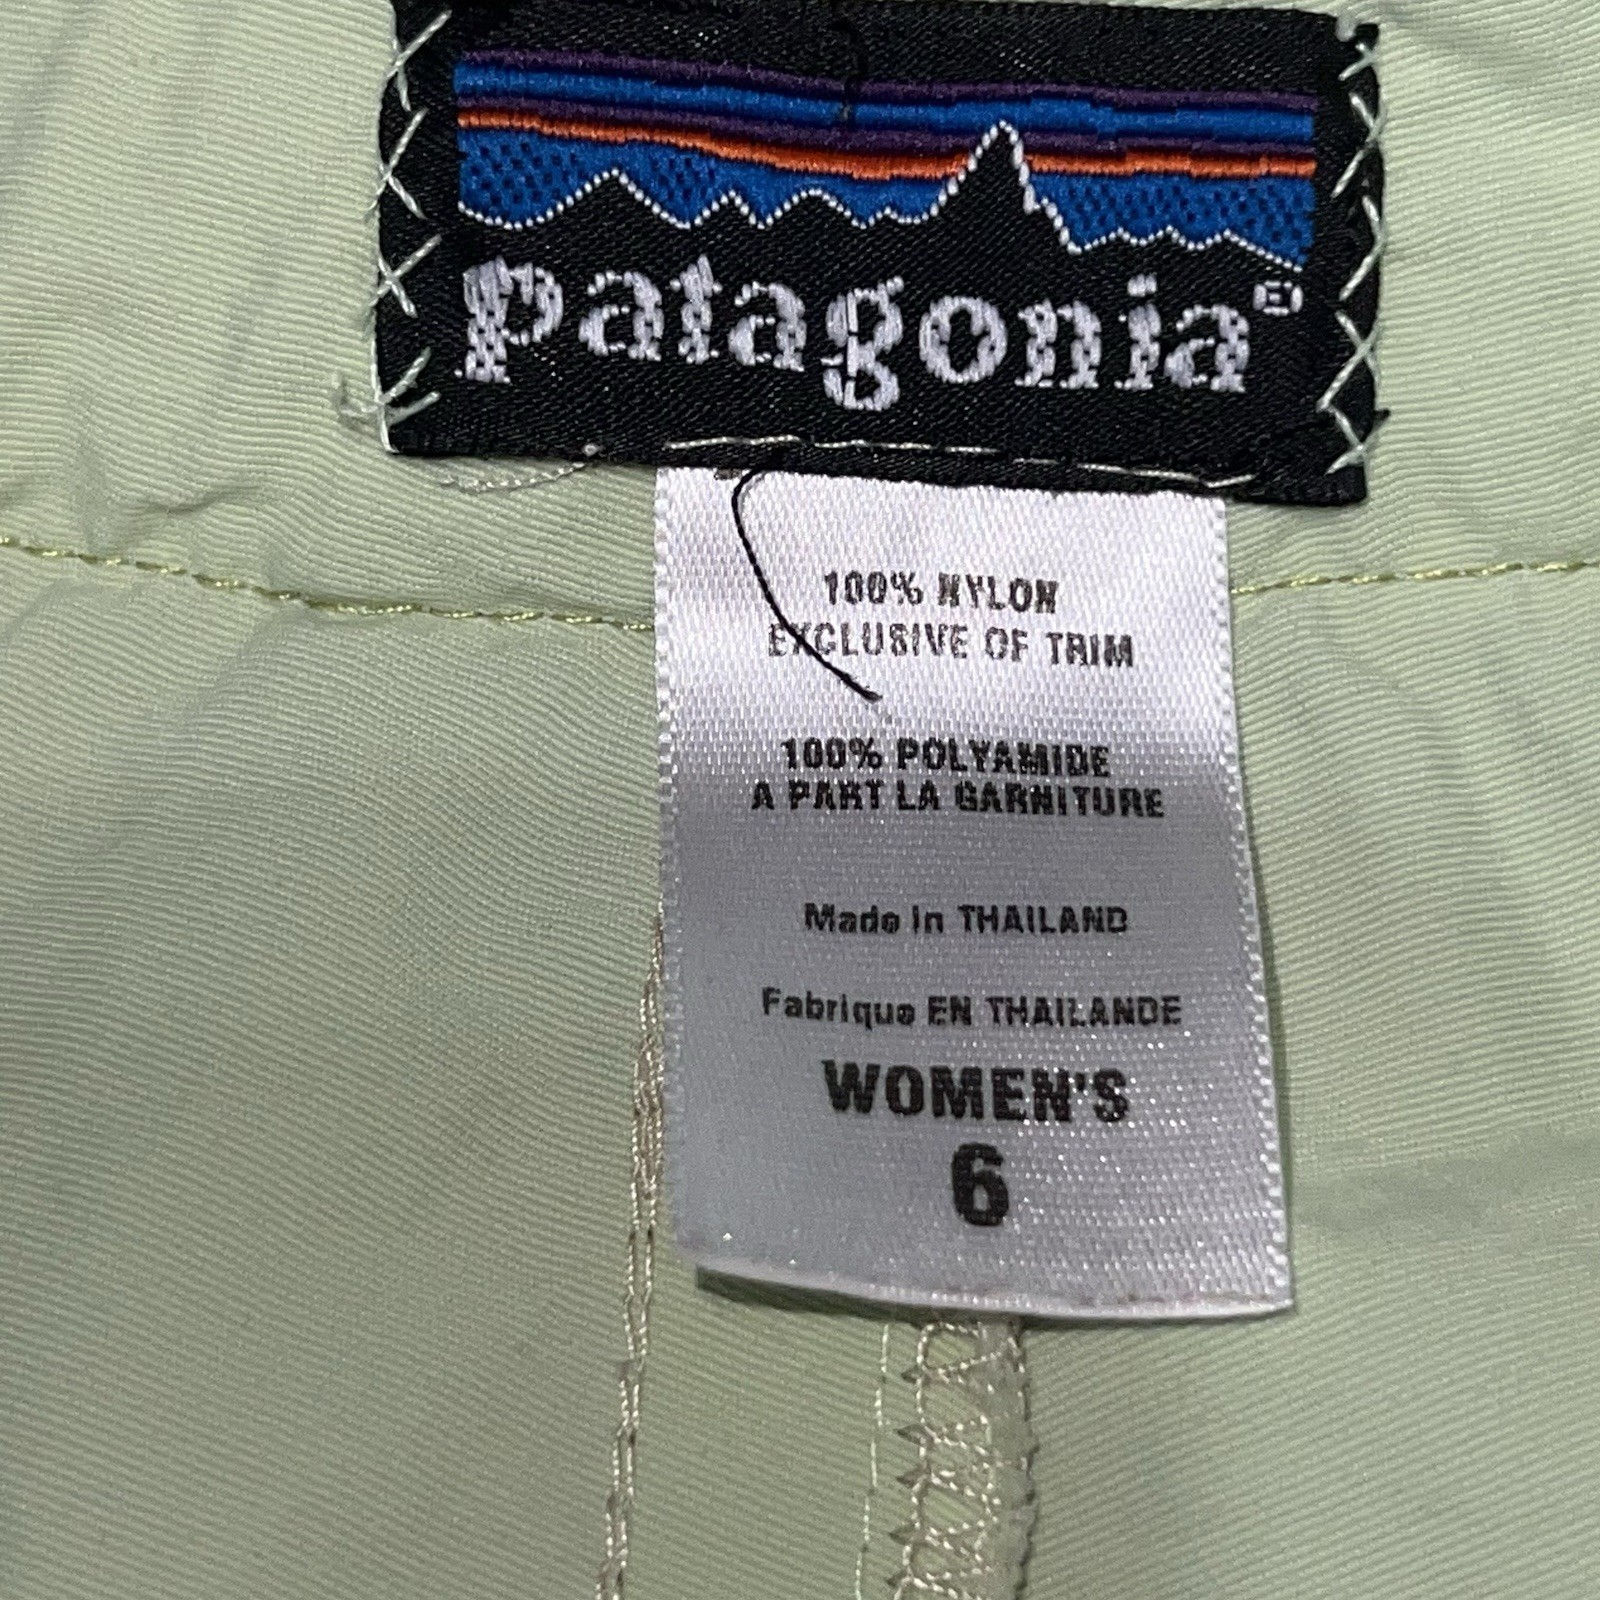 patagonia®
100% NYLON
EXCLUSIVE OF TRIM
100% POLYAMIDE
A PART LA GARNITURE
Made in THAILAND
Fabrique EN THAILANDE
WOMEN'S
6